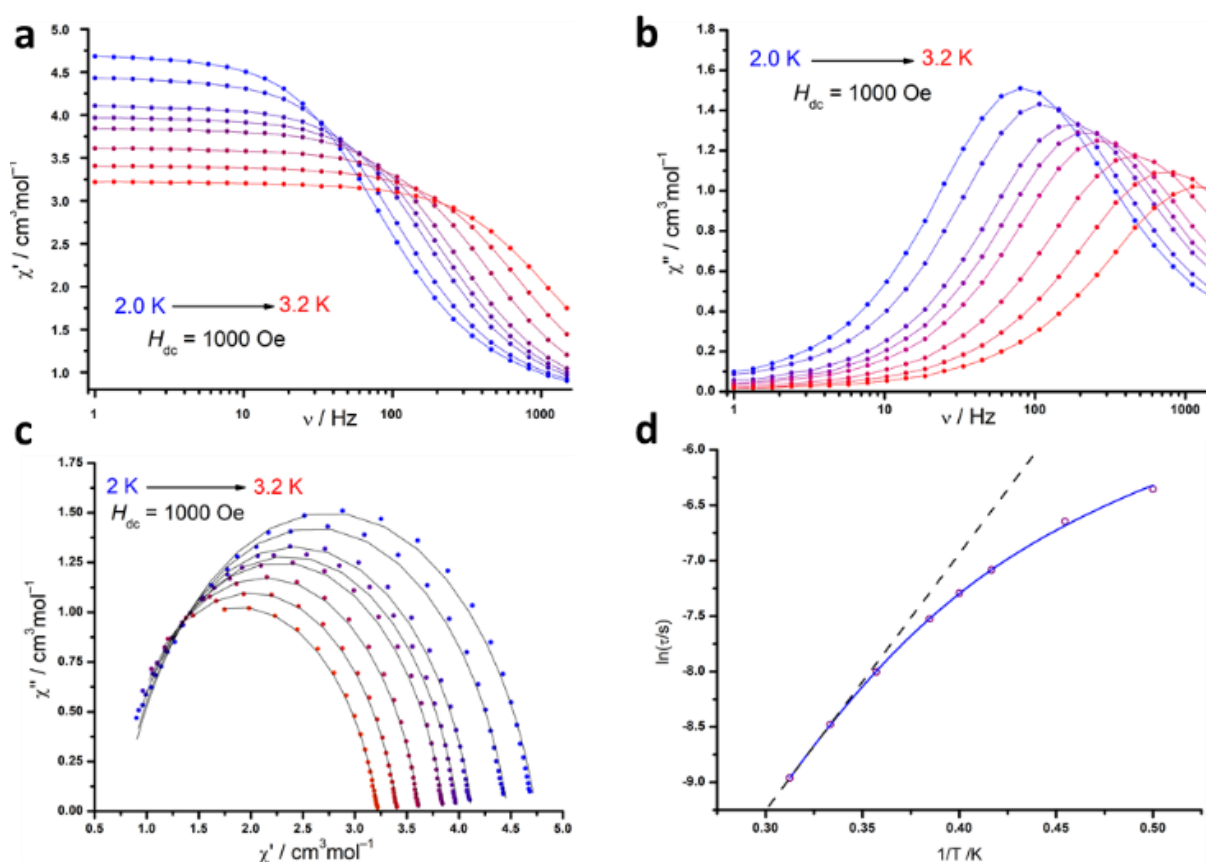 a
5.0
4.5
4.0
3.5
3.0
2.5
2.0
1.5
1.0
χ' / cm³mol⁻¹
2.0 K 3.2 K
H_dc = 1000 Oe
1 10 100 1000
ν / Hz
b
1.8
1.6
1.4
1.2
1.0
0.8
0.6
0.4
0.2
0.0
χ" / cm³mol⁻¹
2.0 K 3.2 K
H_dc = 1000 Oe
1 10 100 1000
ν / Hz
c
1.75
1.50
1.25
1.00
0.75
0.50
0.25
0.00
χ" / cm³mol⁻¹
2 K 3.2 K
H_dc = 1000 Oe
0.5 1.0 1.5 2.0 2.5 3.0 3.5 4.0 4.5 5.0
χ' / cm³mol⁻¹
d
-6.0
-6.5
-7.0
-7.5
-8.0
-8.5
-9.0
ln(τ/s)
0.30 0.35 0.40 0.45 0.50
1/T /K